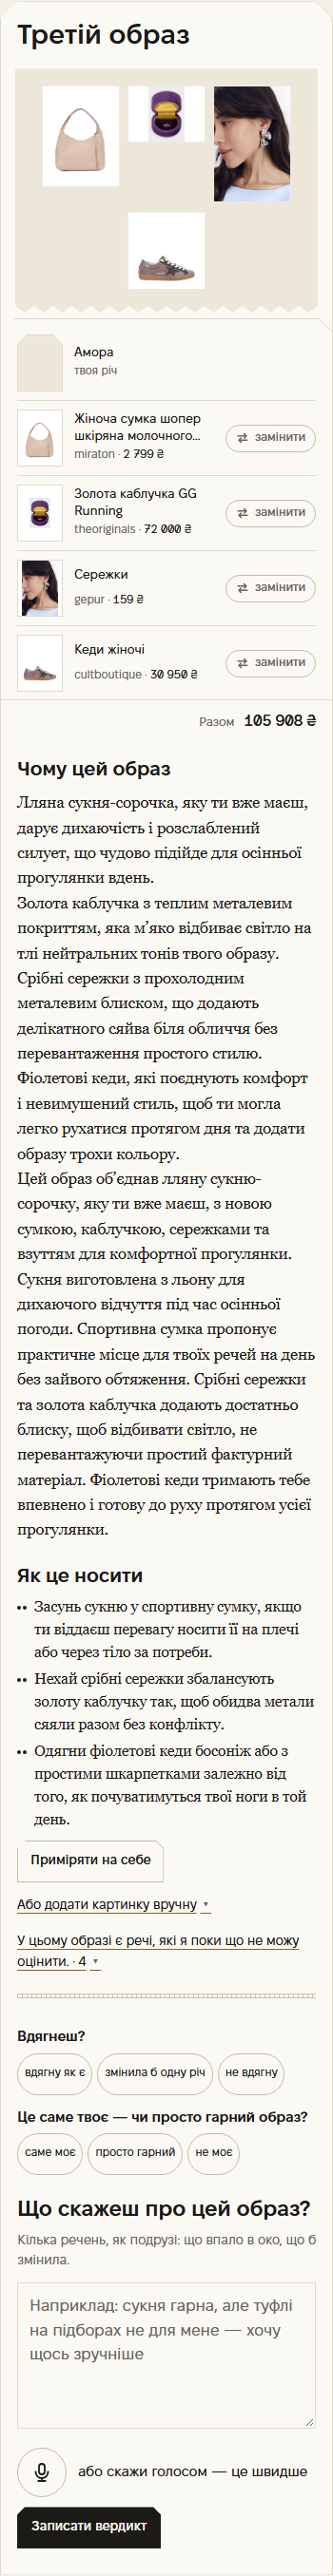 Третій образ
Амора
твоя річ
Жіноча сумка шопер
шкіряна молочного...
miraton · 2 799 ₴
замінити
Золота каблучка GG
Running
theoriginals · 72 000 ₴
замінити
Сережки
gepur · 159 ₴
замінити
Кеди жіночі
cultboutique · 30 950 ₴
замінити
Разом 105 908 ₴
Чому цей образ
Лляна сукня-сорочка, яку ти вже маєш,
дарує дихаючість і розслаблений
силует, що чудово підійде для осінньої
прогулянки вдень.
Золота каблучка з теплим металевим
покриттям, яка м’яко відбиває світло на
тлі нейтральних тонів твого образу.
Срібні сережки з прохолодним
металевим блиском, що додають
делікатного сяйва біля обличчя без
перевантаження простого стилю.
Фіолетові кеди, які поєднують комфорт
і невимушений стиль, щоб ти могла
легко рухатися протягом дня та додати
образу трохи кольору.
Цей образ об’єднав лляну сукню-
сорочку, яку ти вже маєш, з новою
сумкою, каблучкою, сережками та
взуттям для комфортної прогулянки.
Сукня виготовлена з льону для
дихаючого відчуття під час осінньої
погоди. Спортивна сумка пропонує
практичне місце для твоїх речей на день
без зайвого обтяження. Срібні сережки
та золота каблучка додають достатньо
блиску, щоб відбивати світло, не
перевантажуючи простий фактурний
матеріал. Фіолетові кеди тримають тебе
впевнено і готову до руху протягом усієї
прогулянки.
Як це носити
Засунь сукню у спортивну сумку, якщо
ти віддаєш перевагу носити її на плечі
або через тіло за потреби.
Нехай срібні сережки збалансують
золоту каблучку так, щоб обидва метали
сяяли разом без конфлікту.
Одягни фіолетові кеди босоніж або з
простими шкарпетками залежно від
того, як почуватимуться твої ноги в той
день.
Приміряти на себе
Або додати картинку вручну
У цьому образі є речі, які я поки що не можу
оцінити. · 4
Вдягнеш?
вдягну як є
змінила б одну річ
не вдягну
Це саме твоє — чи просто гарний образ?
саме моє
просто гарний
не моє
Що скажеш про цей образ?
Кілька речень, як подрузі: що впало в око, що б
змінила.
Наприклад: сукня гарна, але туфлі
на підборах не для мене — хочу
щось зручніше
або скажи голосом — це швидше
Записати вердикт